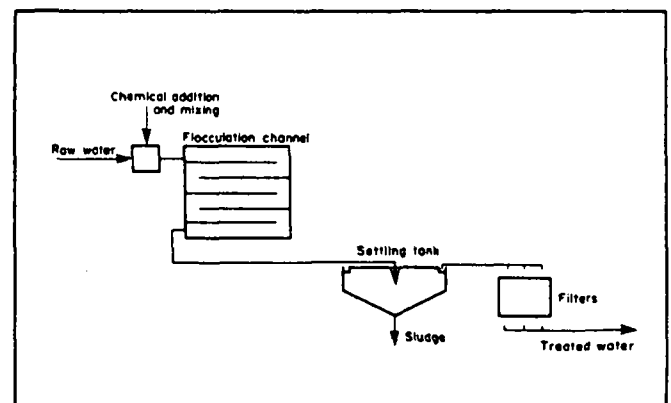 Chemical addition
and mixing
Flocculation channel
Raw water
Settling tank
Filters
Sludge
Treated water